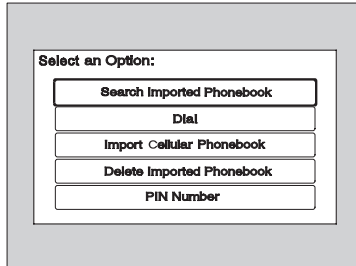 Select an Option:
Search Imported Phonebook
Dial
Import Cellular Phonebook
Delete Imported Phonebook
PIN Number